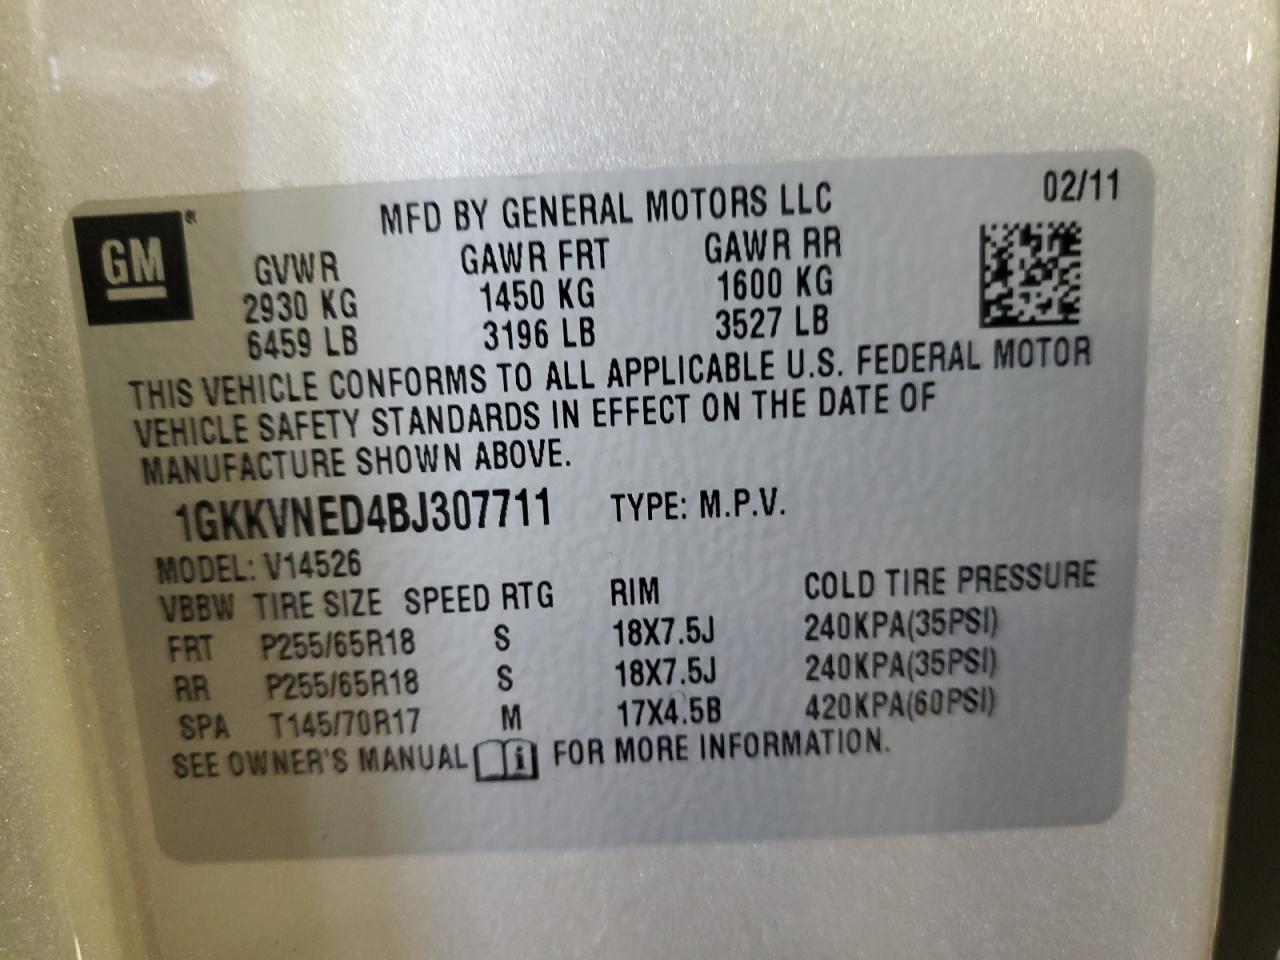 GM ®
MFD BY GENERAL MOTORS LLC 02/11
GVWR GAWR FRT GAWR RR
2930 KG 1450 KG 1600 KG
6459 LB 3196 LB 3527 LB
THIS VEHICLE CONFORMS TO ALL APPLICABLE U.S. FEDERAL MOTOR
VEHICLE SAFETY STANDARDS IN EFFECT ON THE DATE OF
MANUFACTURE SHOWN ABOVE.
1GKKVNED4BJ307711 TYPE: M.P.V.
MODEL: V14526
VBBW TIRE SIZE SPEED RTG RIM COLD TIRE PRESSURE
FRT P255/65R18 S 18X7.5J 240KPA(35PSI)
RR P255/65R18 S 18X7.5J 240KPA(35PSI)
SPA T145/70R17 M 17X4.5B 420KPA(60PSI)
SEE OWNER'S MANUAL i FOR MORE INFORMATION.